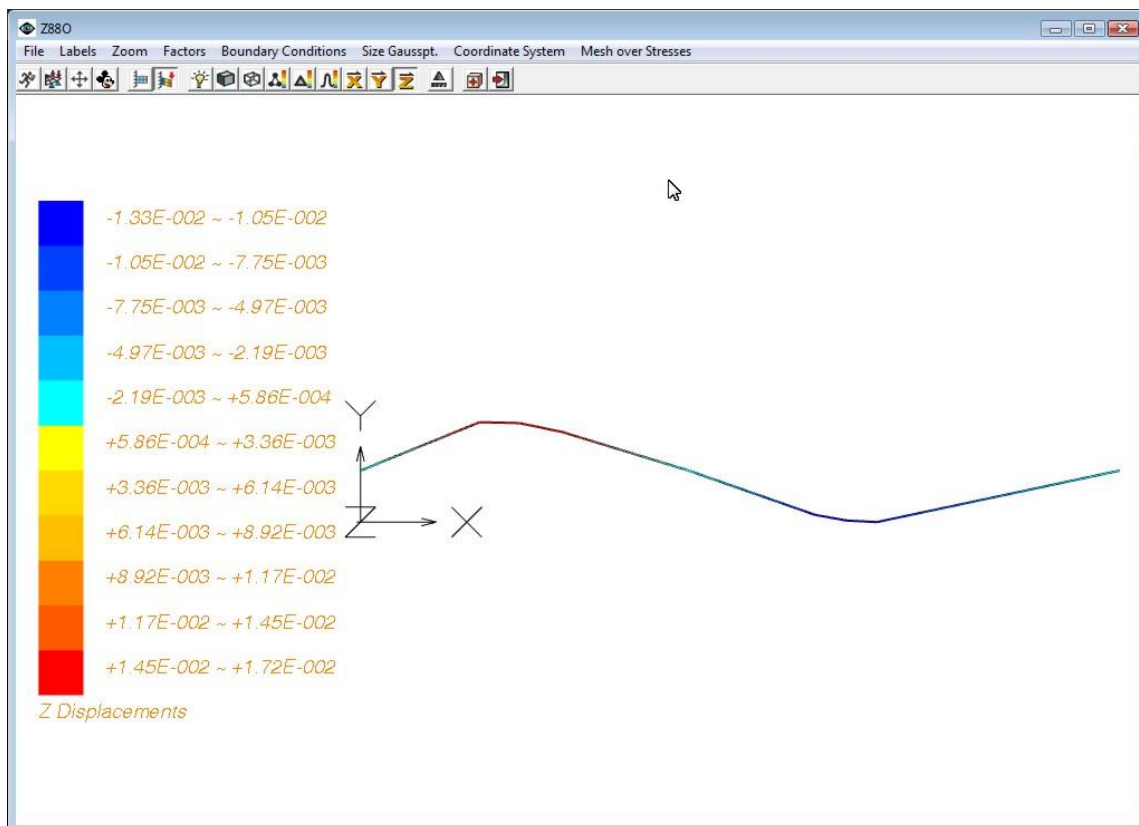 Z88O
File Labels Zoom Factors Boundary Conditions Size Gausspt. Coordinate System Mesh over Stresses
X Y Z
-1.33E-002 ~ -1.05E-002
-1.05E-002 ~ -7.75E-003
-7.75E-003 ~ -4.97E-003
-4.97E-003 ~ -2.19E-003
-2.19E-003 ~ +5.86E-004
Y
+5.86E-004 ~ +3.36E-003
+3.36E-003 ~ +6.14E-003
+6.14E-003 ~ +8.92E-003
Z X
+8.92E-003 ~ +1.17E-002
+1.17E-002 ~ +1.45E-002
+1.45E-002 ~ +1.72E-002
Z Displacements